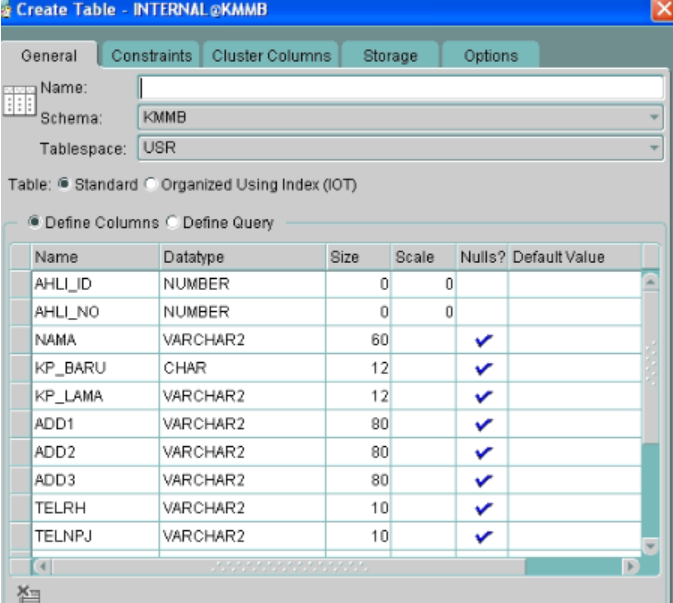 Create Table - INTERNAL@KMMB
General Constraints Cluster Columns Storage Options
Name:
Schema: KMMB
Tablespace: USR
Table: Standard Organized Using Index (IOT)
Define Columns Define Query
Name Datatype Size Scale Nulls? Default Value
AHLI_ID NUMBER 0 0
AHLI_NO NUMBER 0 0
NAMA VARCHAR2 60
KP_BARU CHAR 12
KP_LAMA VARCHAR2 12
ADD1 VARCHAR2 80
ADD2 VARCHAR2 80
ADD3 VARCHAR2 80
TELRH VARCHAR2 10
TELNPJ VARCHAR2 10